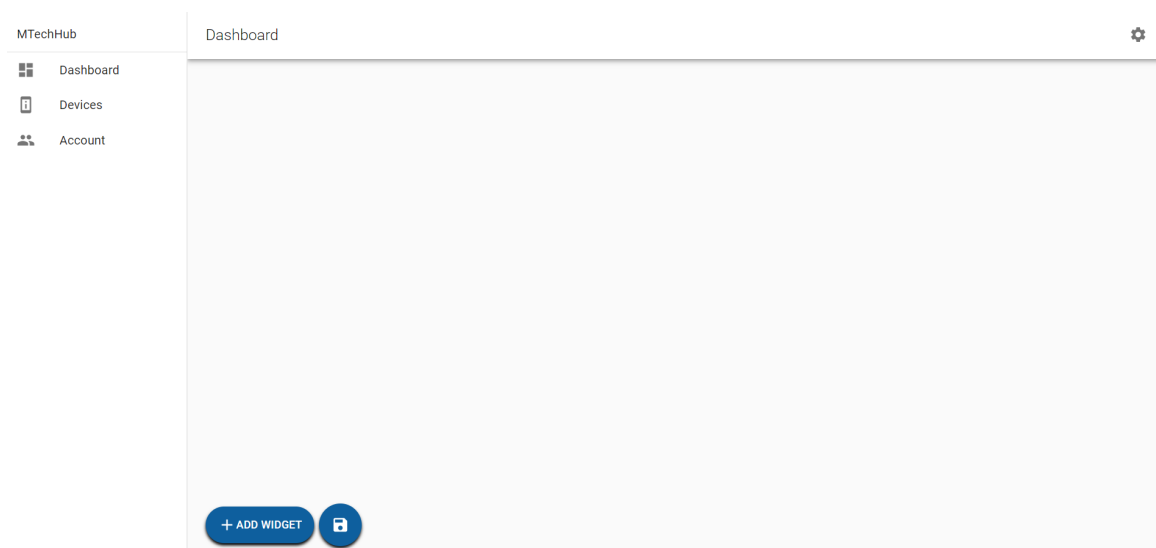 MTechHub
Dashboard
Dashboard
Devices
Account
ADD WIDGET